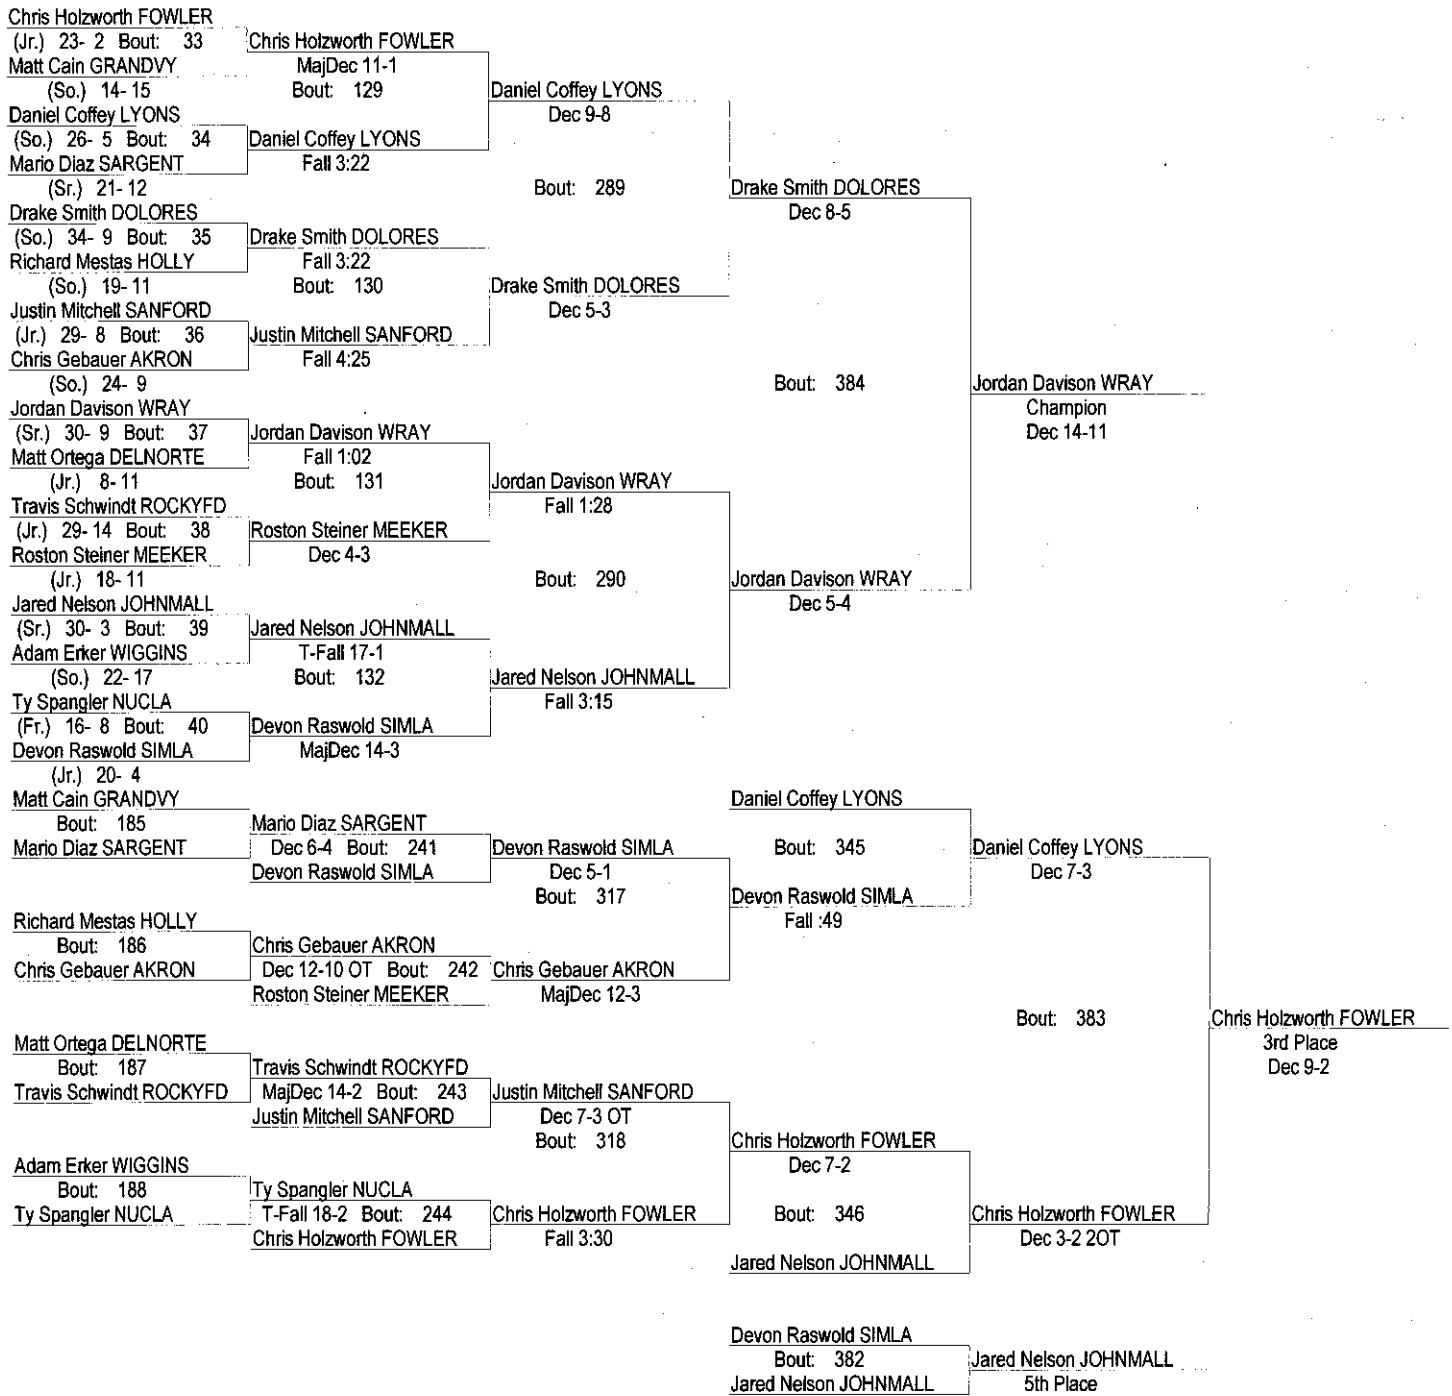 Chris Holzworth FOWLER
(Jr.) 23- 2 Bout: 33
Chris Holzworth FOWLER
Matt Cain GRANDVY
MajDec 11-1
(So.) 14- 15
Bout: 129
Daniel Coffey LYONS
Daniel Coffey LYONS
Dec 9-8
(So.) 26- 5 Bout: 34
Daniel Coffey LYONS
Mario Diaz SARGENT
Fall 3:22
(Sr.) 21- 12
Bout: 289
Drake Smith DOLORES
Drake Smith DOLORES
Dec 8-5
(So.) 34- 9 Bout: 35
Drake Smith DOLORES
Richard Mestas HOLLY
Fall 3:22
(So.) 19- 11
Bout: 130
Drake Smith DOLORES
Justin Mitchell SANFORD
Dec 5-3
(Jr.) 29- 8 Bout: 36
Justin Mitchell SANFORD
Chris Gebauer AKRON
Fall 4:25
(So.) 24- 9
Bout: 384
Jordan Davison WRAY
Jordan Davison WRAY
Champion
(Sr.) 30- 9 Bout: 37
Jordan Davison WRAY
Dec 14-11
Matt Ortega DELNORTE
Fall 1:02
(Jr.) 8- 11
Bout: 131
Jordan Davison WRAY
Travis Schwindt ROCKYFD
Fall 1:28
(Jr.) 29- 14 Bout: 38
Roston Steiner MEEKER
Roston Steiner MEEKER
Dec 4-3
(Jr.) 18- 11
Bout: 290
Jordan Davison WRAY
Jared Nelson JOHNMALL
Dec 5-4
(Sr.) 30- 3 Bout: 39
Jared Nelson JOHNMALL
Adam Erker WIGGINS
T-Fall 17-1
(So.) 22- 17
Bout: 132
Jared Nelson JOHNMALL
Ty Spangler NUCLA
Fall 3:15
(Fr.) 16- 8 Bout: 40
Devon Raswold SIMLA
Devon Raswold SIMLA
MajDec 14-3
(Jr.) 20- 4
Matt Cain GRANDVY
Daniel Coffey LYONS
Bout: 185
Mario Diaz SARGENT
Mario Diaz SARGENT
Dec 6-4 Bout: 241
Devon Raswold SIMLA
Bout: 345
Daniel Coffey LYONS
Devon Raswold SIMLA
Dec 5-1
Dec 7-3
Bout: 317
Devon Raswold SIMLA
Richard Mestas HOLLY
Fall :49
Bout: 186
Chris Gebauer AKRON
Chris Gebauer AKRON
Dec 12-10 OT Bout: 242
Chris Gebauer AKRON
Roston Steiner MEEKER
MajDec 12-3
Bout: 383
Chris Holzworth FOWLER
Matt Ortega DELNORTE
3rd Place
Bout: 187
Travis Schwindt ROCKYFD
Dec 9-2
Travis Schwindt ROCKYFD
MajDec 14-2 Bout: 243
Justin Mitchell SANFORD
Justin Mitchell SANFORD
Dec 7-3 OT
Bout: 318
Chris Holzworth FOWLER
Adam Erker WIGGINS
Dec 7-2
Bout: 188
Ty Spangler NUCLA
Ty Spangler NUCLA
T-Fall 18-2 Bout: 244
Chris Holzworth FOWLER
Bout: 346
Chris Holzworth FOWLER
Chris Holzworth FOWLER
Fall 3:30
Dec 3-2 2OT
Jared Nelson JOHNMALL
Devon Raswold SIMLA
Bout: 382
Jared Nelson JOHNMALL
Jared Nelson JOHNMALL
5th Place